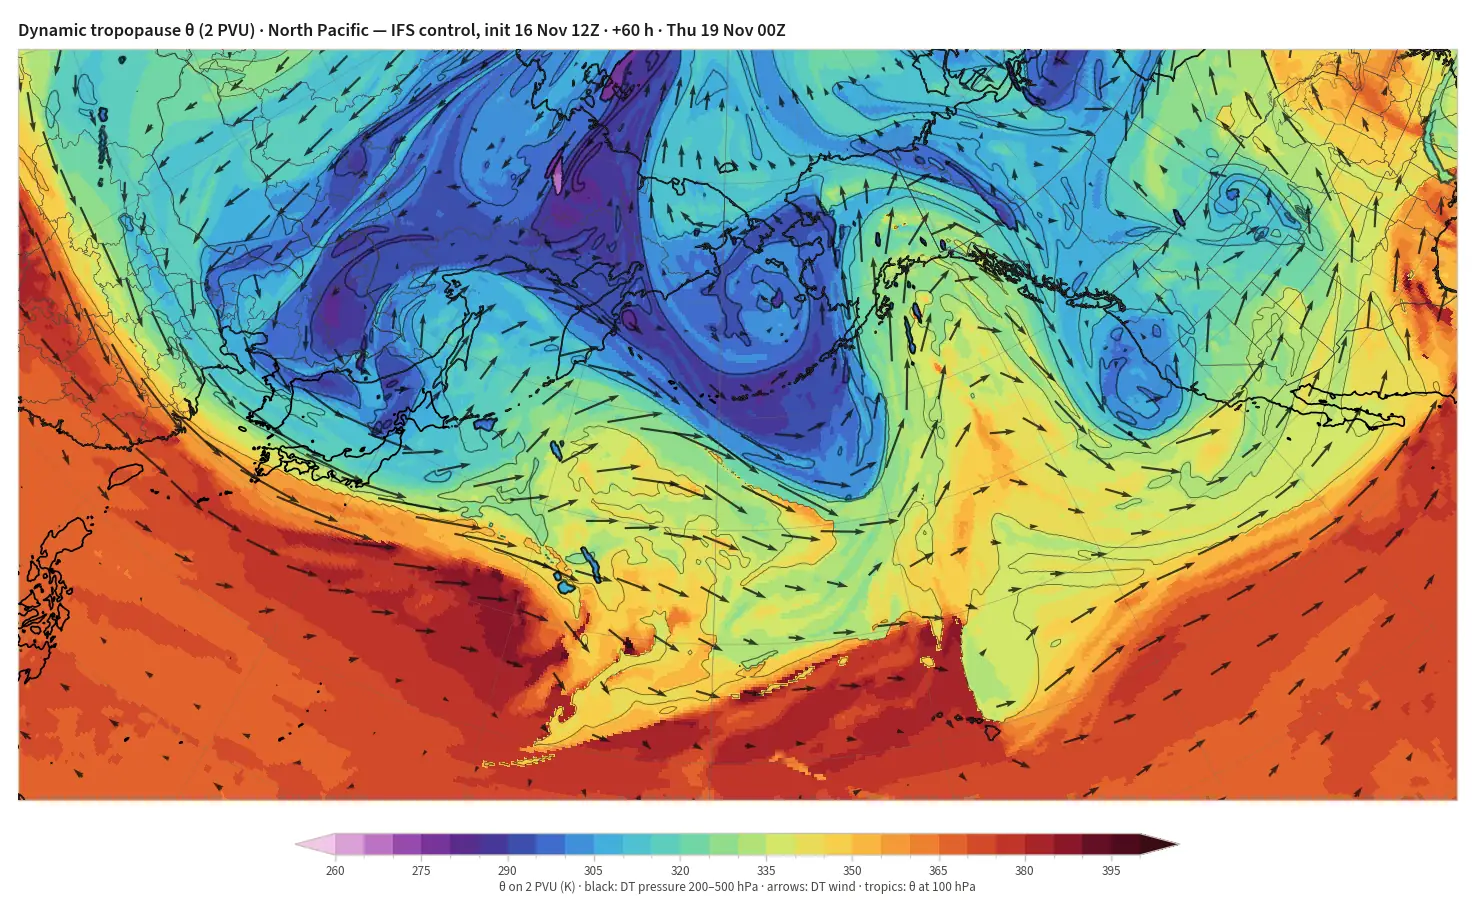 Dynamic tropopause θ (2 PVU) · North Pacific — IFS control, init 16 Nov 12Z · +60 h · Thu 19 Nov 00Z
260 275 290 305 320 335 350 365 380 395
θ on 2 PVU (K) · black: DT pressure 200–500 hPa · arrows: DT wind · tropics: θ at 100 hPa